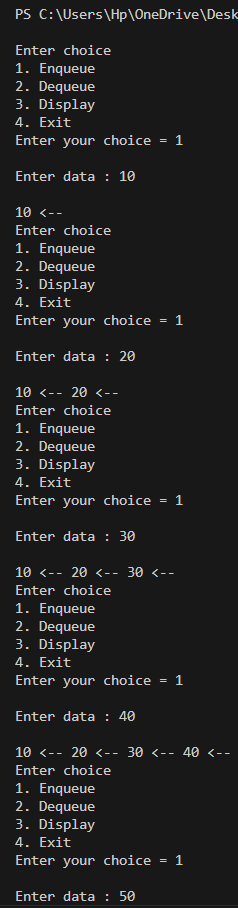 PS C:\Users\Hp\OneDrive\Desk
Enter choice
1. Enqueue
2. Dequeue
3. Display
4. Exit
Enter your choice = 1
Enter data : 10
10 <--
Enter choice
1. Enqueue
2. Dequeue
3. Display
4. Exit
Enter your choice = 1
Enter data : 20
10 <-- 20 <--
Enter choice
1. Enqueue
2. Dequeue
3. Display
4. Exit
Enter your choice = 1
Enter data : 30
10 <-- 20 <-- 30 <--
Enter choice
1. Enqueue
2. Dequeue
3. Display
4. Exit
Enter your choice = 1
Enter data : 40
10 <-- 20 <-- 30 <-- 40 <--
Enter choice
1. Enqueue
2. Dequeue
3. Display
4. Exit
Enter your choice = 1
Enter data : 50